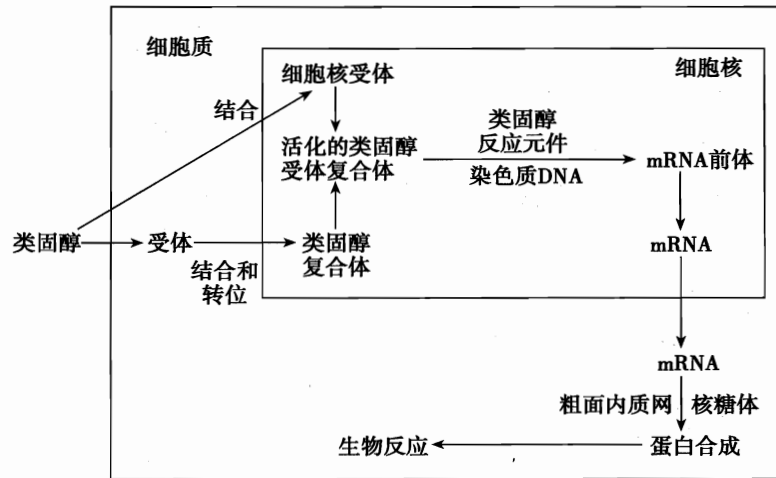 细胞质
细胞核
细胞核受体
结合
活化的类固醇
受体复合体
类固醇
反应元件
染色质DNA
mRNA前体
类固醇
受体
结合和
转位
类固醇
复合体
mRNA
mRNA
粗面内质网
核糖体
生物反应
蛋白合成